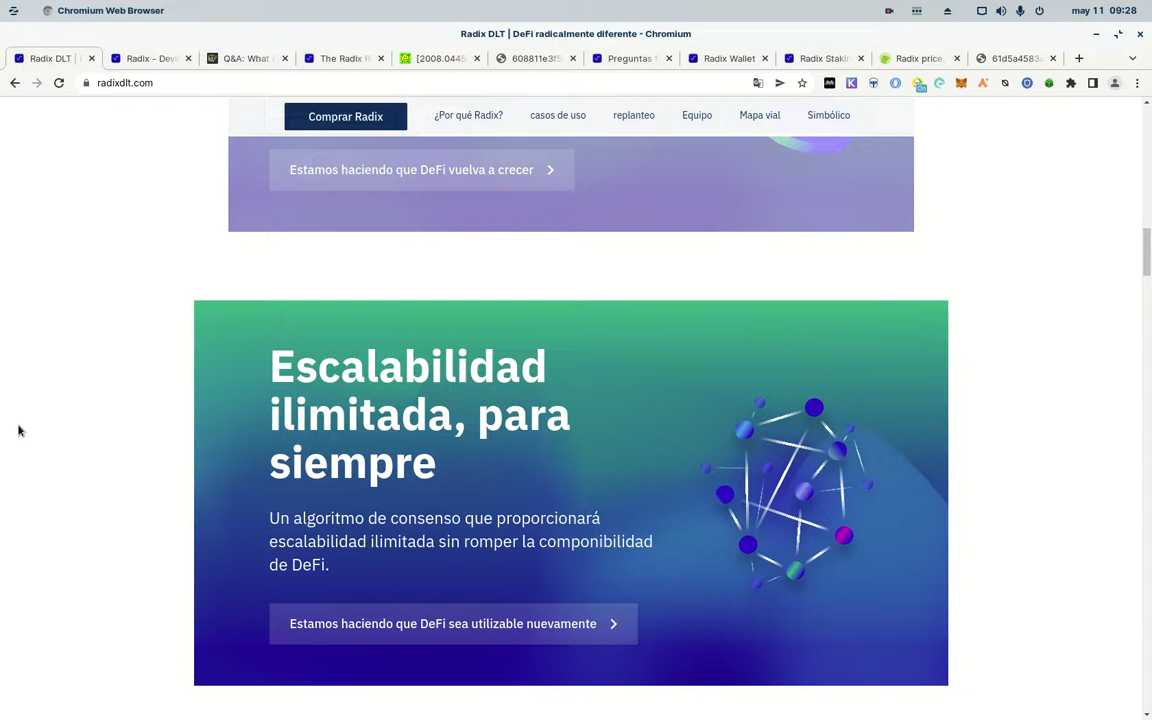 Chromium Web Browser
may 11 09:28
Radix DLT | DeFi radicalmente diferente - Chromium
Radix DLT |
Radix - Deve
Q&A: What i
The Radix R
[2008.0445
608811e3f5
Preguntas f
Radix Wallet
Radix Stakin
Radix price,
61d5a4583a
radixdlt.com
On
Comprar Radix
¿Por qué Radix?
casos de uso
replanteo
Equipo
Mapa vial
Simbólico
Estamos haciendo que DeFi vuelva a crecer
Escalabilidad
ilimitada, para
siempre
Un algoritmo de consenso que proporcionará
escalabilidad ilimitada sin romper la componibilidad
de DeFi.
Estamos haciendo que DeFi sea utilizable nuevamente